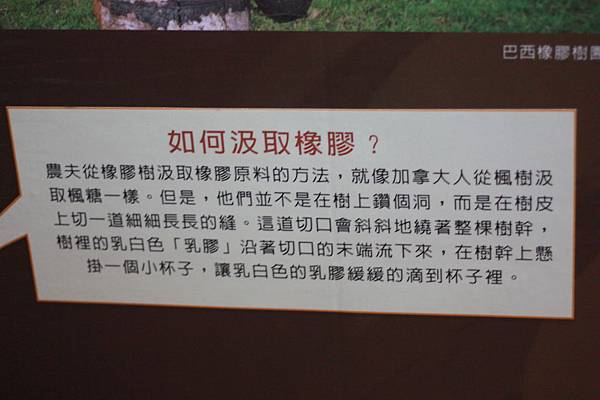 巴西橡膠樹園
如何汲取橡膠？
農夫從橡膠樹汲取橡膠原料的方法，就像加拿大人從楓樹汲
取楓糖一樣。但是，他們並不是在樹上鑽個洞，而是在樹皮
上切一道細細長長的縫。這道切口會斜斜地繞著整棵樹幹，
樹裡的乳白色「乳膠」沿著切口的末端流下來，在樹幹上懸
掛一個小杯子，讓乳白色的乳膠緩緩的滴到杯子裡。